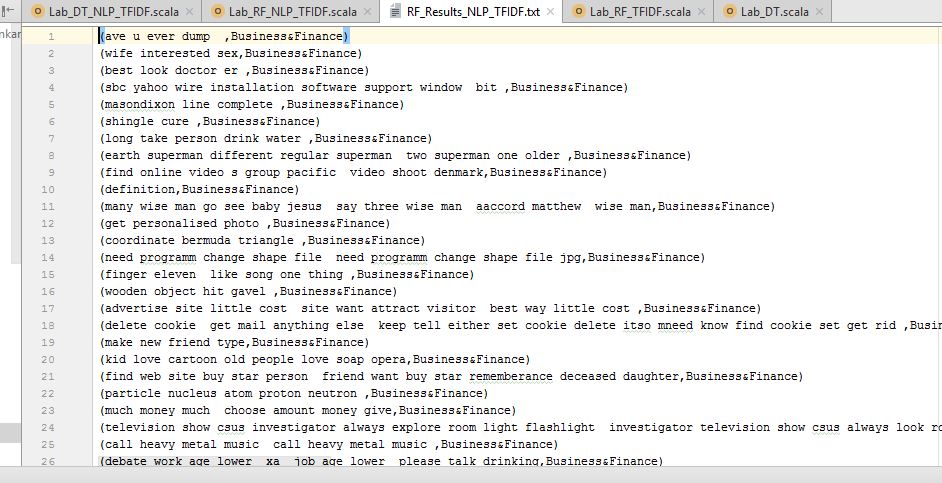 Lab_DT_NLP_TFIDF.scala Lab_RF_NLP_TFIDF.scala RF_Results_NLP_TFIDF.txt Lab_RF_TFIDF.scala Lab_DT.scala
1 (ave u ever dump ,Business&Finance)
2 (wife interested sex,Business&Finance)
3 (best look doctor er ,Business&Finance)
4 (sbc yahoo wire installation software support window bit ,Business&Finance)
5 (masondixon line complete ,Business&Finance)
6 (shingle cure ,Business&Finance)
7 (long take person drink water ,Business&Finance)
8 (earth superman different regular superman two superman one older ,Business&Finance)
9 (find online video s group pacific video shoot denmark,Business&Finance)
10 (definition,Business&Finance)
11 (many wise man go see baby jesus say three wise man aaccord matthew wise man,Business&Finance)
12 (get personalised photo ,Business&Finance)
13 (coordinate bermuda triangle ,Business&Finance)
14 (need programm change shape file need programm change shape file jpg,Business&Finance)
15 (finger eleven like song one thing ,Business&Finance)
16 (wooden object hit gavel ,Business&Finance)
17 (advertise site little cost site want attract visitor best way little cost ,Business&Finance)
18 (delete cookie get mail anything else keep tell either set cookie delete itso mneed know find cookie set get rid ,Busin
19 (make new friend type,Business&Finance)
20 (kid love cartoon old people love soap opera,Business&Finance)
21 (find web site buy star person friend want buy star rememberance deceased daughter,Business&Finance)
22 (particle nucleus atom proton neutron ,Business&Finance)
23 (much money much choose amount money give,Business&Finance)
24 (television show csus investigator always explore room light flashlight investigator television show csus always look ro
25 (call heavy metal music call heavy metal music ,Business&Finance)
26 (debate work age lower xa job age lower please talk drinking,Business&Finance)